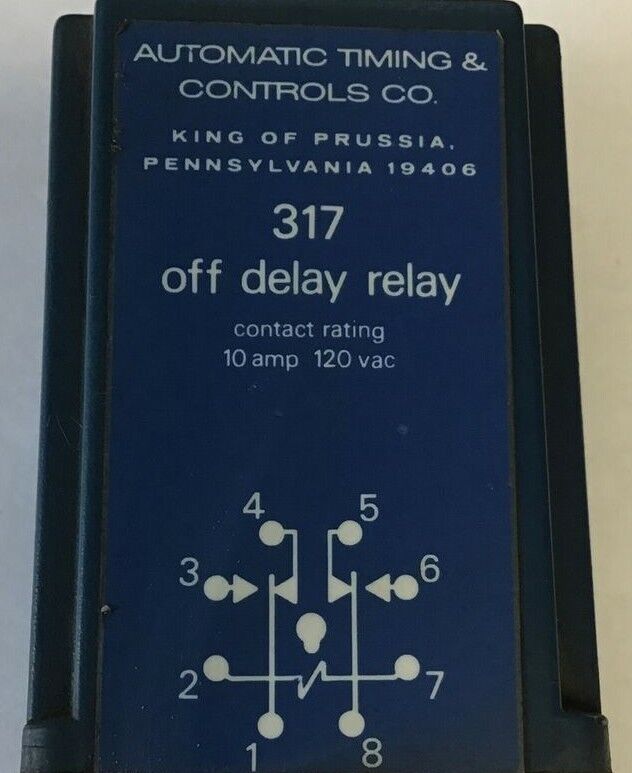 AUTOMATIC TIMING &
CONTROLS CO.
KING OF PRUSSIA,
PENNSYLVANIA 19406
317
off delay relay
contact rating
10 amp 120 vac
4 5
3 6
2 7
1 8